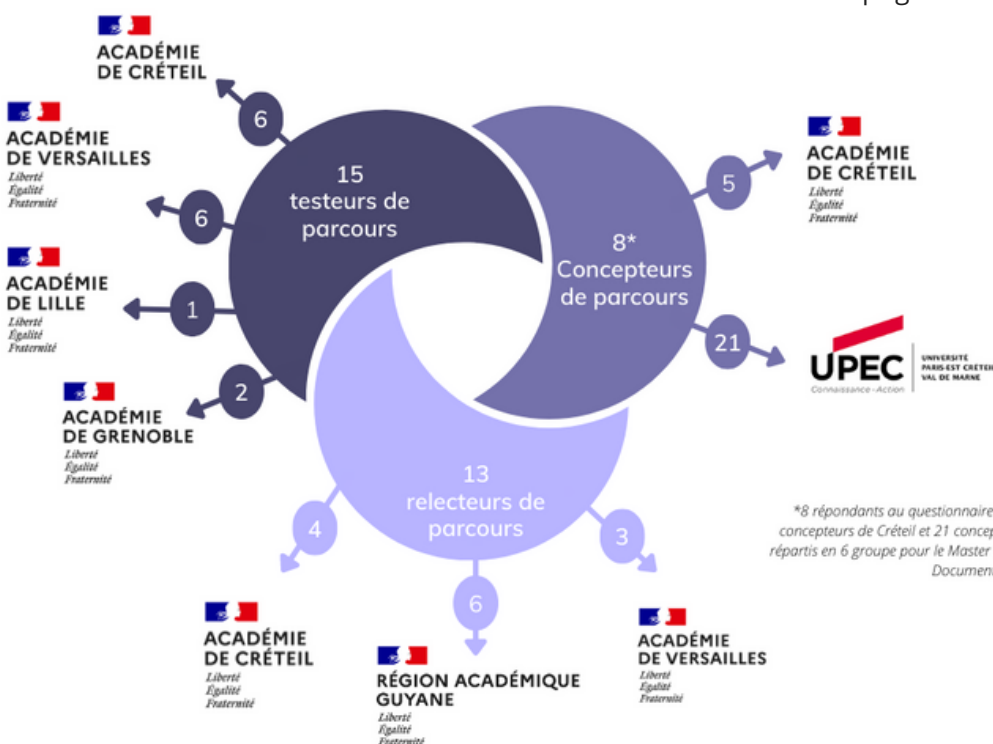 ACADÉMIE
DE CRÉTEIL
ACADÉMIE
DE VERSAILLES
Liberté
Égalité
Fraternité
ACADÉMIE
DE LILLE
Liberté
Égalité
Fraternité
ACADÉMIE
DE GRENOBLE
Liberté
Égalité
Fraternité
6
6
1
2
15
testeurs de
parcours
8*
Concepteurs
de parcours
5
21
ACADÉMIE
DE CRÉTEIL
Liberté
Égalité
Fraternité
UPEC
Connaissance - Action
UNIVERSITÉ
PARIS-EST CRÉTEIL
VAL DE MARNE
13
relecteurs de
parcours
4
6
3
*8 répondants au questionnaire
concepteurs de Créteil et 21
répartis en 6 groupe pour le Master
ACADÉMIE
DE CRÉTEIL
Liberté
Égalité
Fraternité
RÉGION ACADÉMIQUE
GUYANE
Liberté
Égalité
Fraternité
ACADÉMIE
DE VERSAILLES
Liberté
Égalité
Fraternité